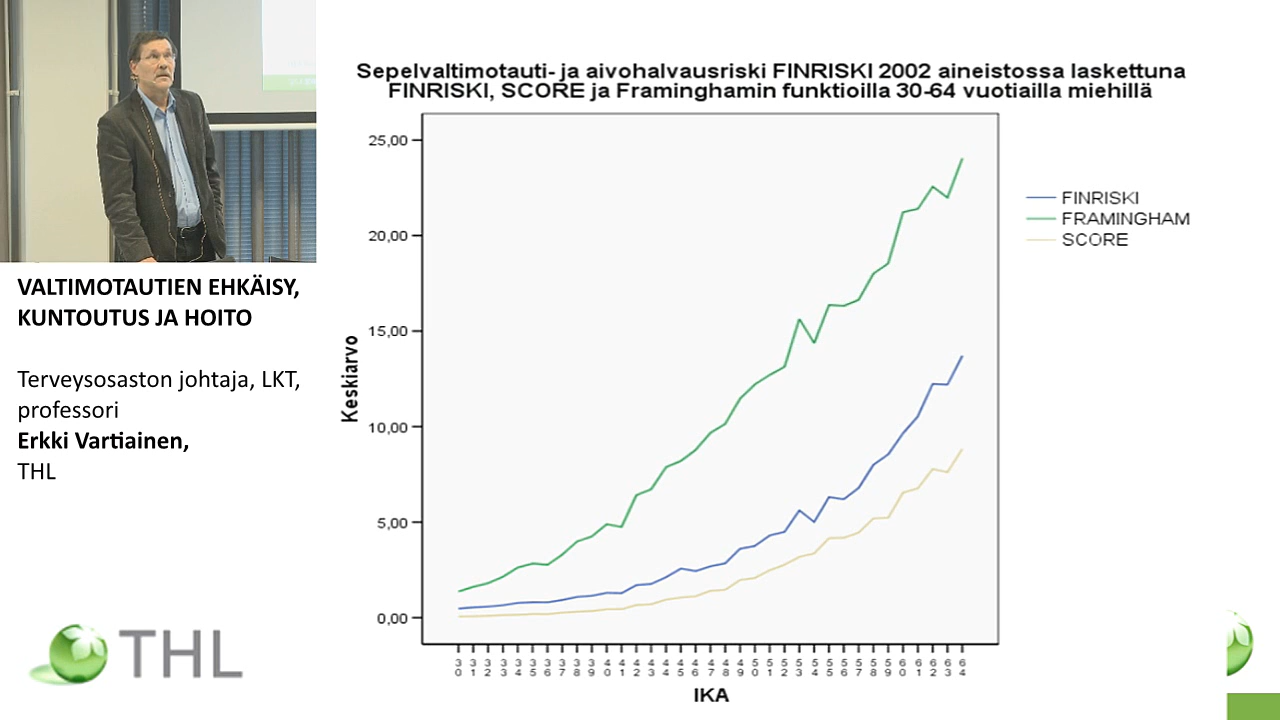 VALTIMOTAUTIEN EHKÄISY,
KUNTOUTUS JA HOITO
Terveysosaston johtaja, LKT,
professori
Erkki Vartiainen,
THL
THL
Sepelvaltimotauti- ja aivohalvausriski FINRISKI 2002 aineistossa laskettuna
FINRISKI, SCORE ja Framinghamin funktioilla 30-64 vuotiailla miehillä
25,00
20,00
15,00
10,00
5,00
0,00
Keskiarvo
30 31 32 33 34 35 36 37 38 39 40 41 42 43 44 45 46 47 48 49 50 51 52 53 54 55 56 57 58 59 60 61 62 63 64
IKA
FINRISKI
FRAMINGHAM
SCORE